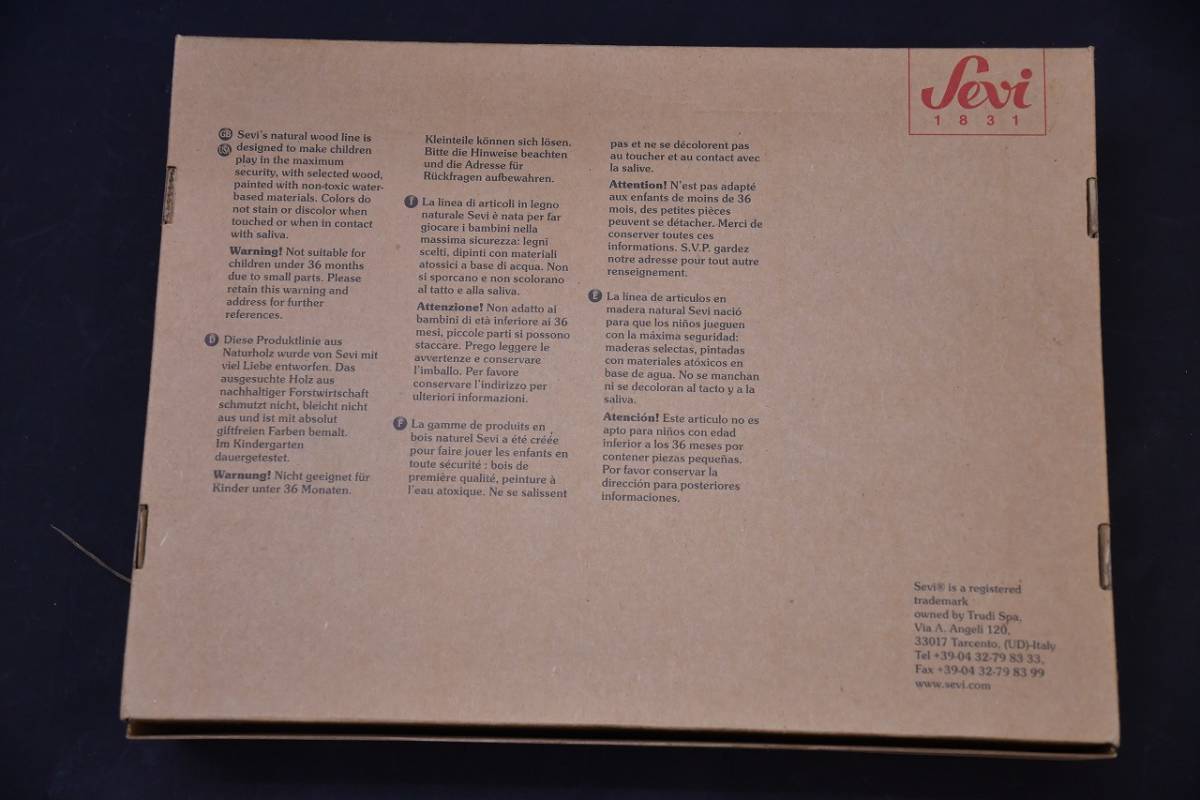 Sevi
1831
GB Sevi's natural wood line is
designed to make children
play in the maximum
security, with selected wood,
painted with non-toxic water-
based materials. Colors do
not stain or discolor when
touched or when in contact
with saliva.
Warning! Not suitable for
children under 36 months
due to small parts. Please
retain this warning and
address for further
references.
D Diese Produktlinie aus
Naturholz wurde von Sevi mit
viel Liebe entworfen. Das
ausgesuchte Holz aus
nachhaltiger Forstwirtschaft
schmutzt nicht, bleicht nicht
aus und ist mit absolut
giftfreien Farben bemalt.
Im Kindergarten
dauergetestet.
Warnung! Nicht geeignet für
Kinder unter 36 Monaten.
Kleinteile können sich lösen.
Bitte die Hinweise beachten
und die Adresse für
Rückfragen aufbewahren.
I La linea di articoli in legno
naturale Sevi è nata per far
giocare i bambini nella
massima sicurezza: legni
scelti, dipinti con materiali
atossici a base di acqua. Non
si sporcano e non scolorano
al tatto e alla saliva.
Attenzione! Non adatto ai
bambini di età inferiore ai 36
mesi, piccole parti si possono
staccare. Prego leggere le
avvertenze e conservare
l'imballo. Per favore
conservare l'indirizzo per
ulteriori informazioni.
F La gamme de produits en
bois naturel Sevi a été créée
pour faire jouer les enfants en
toute sécurité : bois de
première qualité, peinture à
l'eau atoxique. Ne se salissent
pas et ne se décolorent pas
au toucher et au contact avec
la salive.
Attention! N'est pas adapté
aux enfants de moins de 36
mois, des petites pièces
peuvent se détacher. Merci de
conserver toutes ces
informations. S.V.P. gardez
notre adresse pour tout autre
renseignement.
E La línea de articulos en
madera natural Sevi nació
para que los niños jueguen
con la máxima seguridad:
maderas selectas, pintadas
con materiales atóxicos en
base de agua. No se manchan
ni se decoloran al tacto y a la
saliva.
Atención! Este articulo no es
apto para niños con edad
inferior a los 36 meses por
contener piezas pequeñas.
Por favor conservar la
dirección para posteriores
informaciones.
Sevi® is a registered
trademark
owned by Trudi Spa,
Via A. Angeli 120,
33017 Tarcento, (UD)-Italy
Tel +39-04 32-79 83 33,
Fax +39-04 32-79 83 99
www.sevi.com